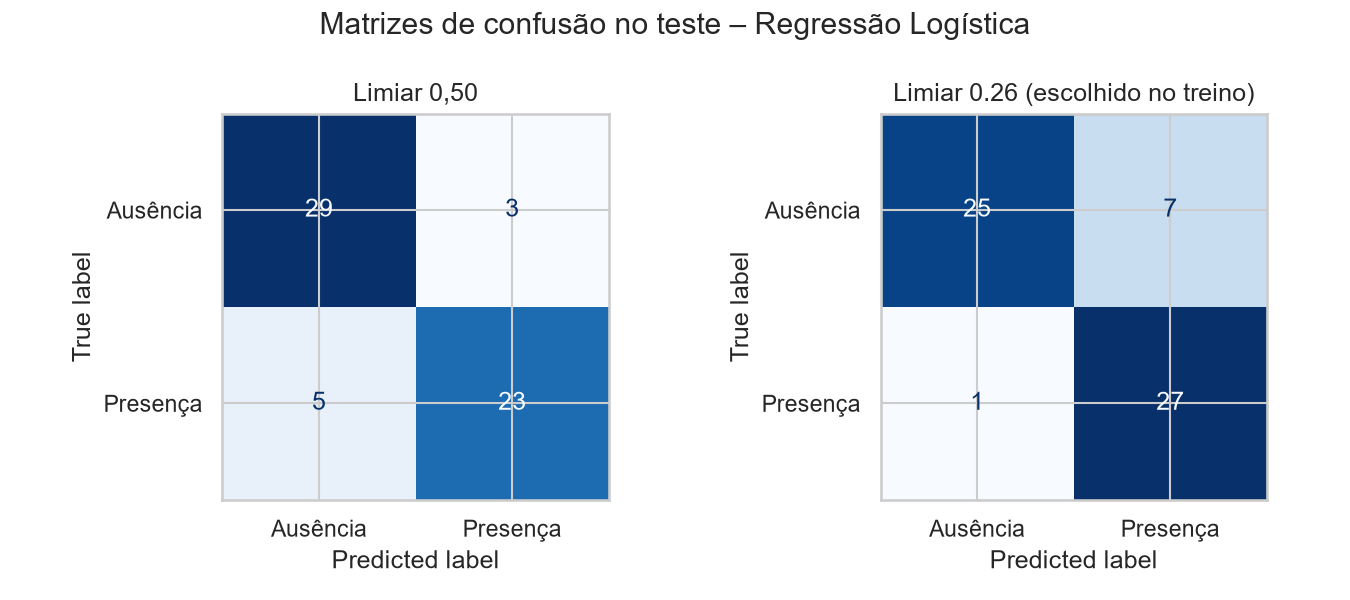 Matrizes de confusão no teste – Regressão Logística
Limiar 0,50
Ausência
29
3
Presença
5
23
True label
Ausência
Presença
Predicted label
Limiar 0.26 (escolhido no treino)
Ausência
25
7
Presença
1
27
True label
Ausência
Presença
Predicted label